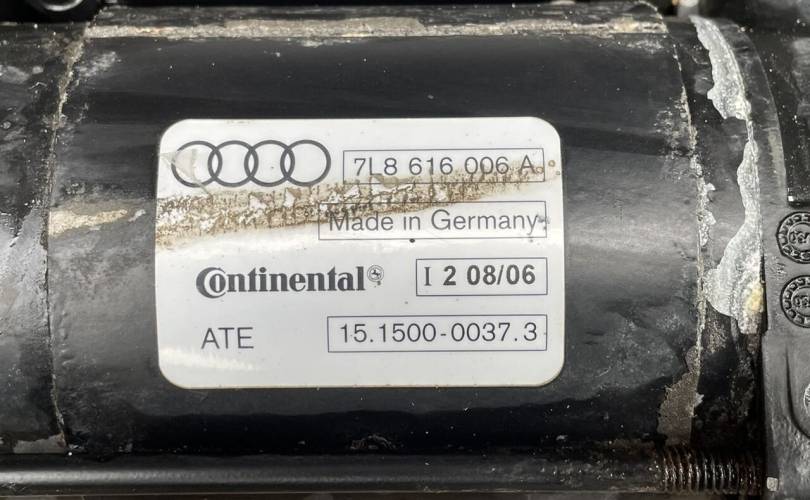 7L8 616 006 A
Made in Germany
Continental
I 2 08/06
ATE
15.1500-0037.3